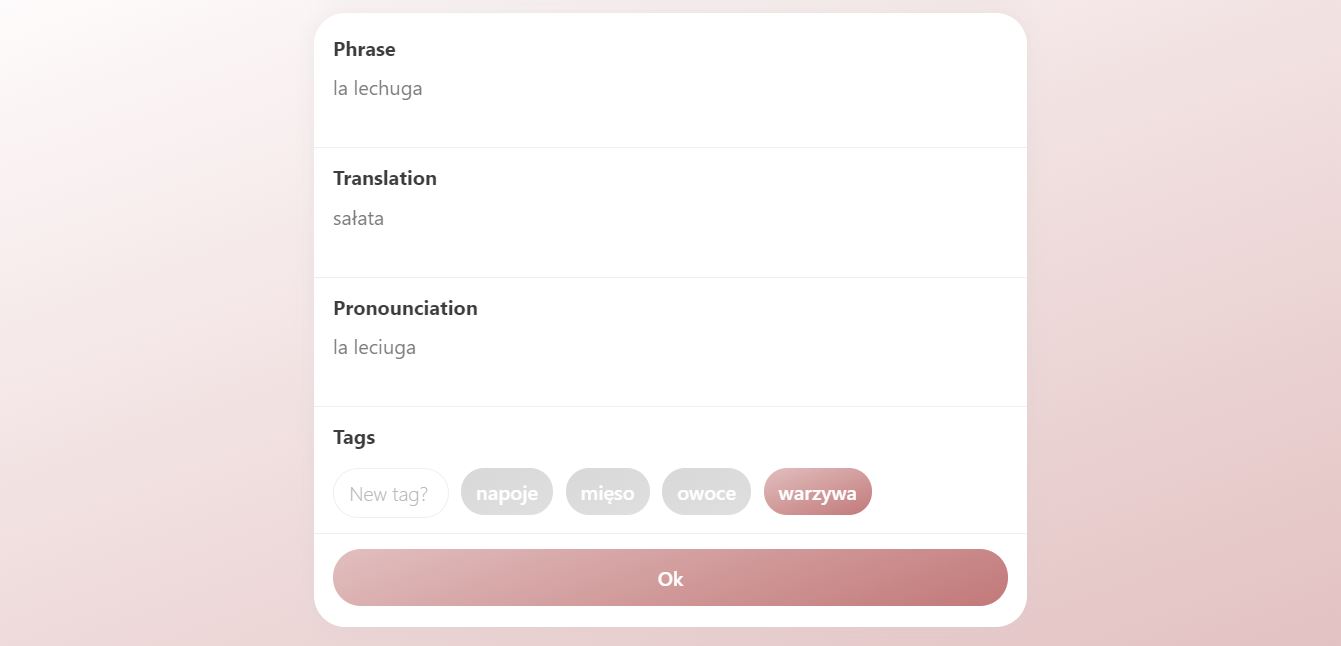 Phrase
la lechuga
Translation
sałata
Pronounciation
la leciuga
Tags
New tag? napoje mięso owoce warzywa
Ok